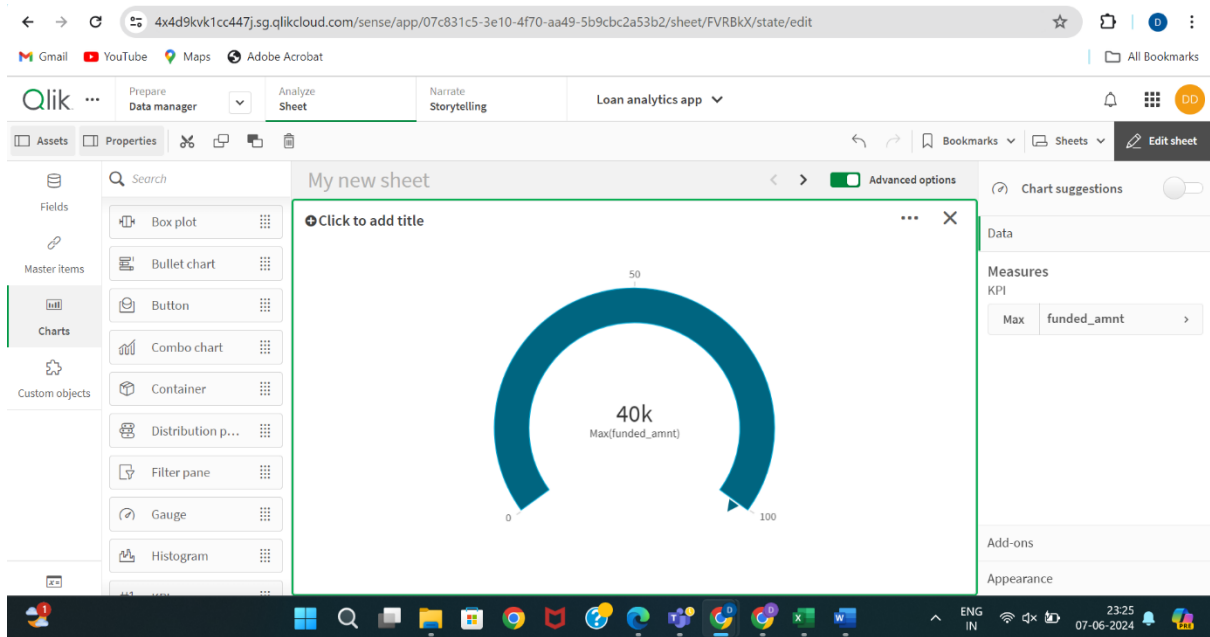 4x4d9kvk1cc447j.sg.qlikcloud.com/sense/app/07c831c5-3e10-4f70-aa49-5b9cbc2a53b2/sheet/FVRBkX/state/edit
D
Gmail YouTube Maps Adobe Acrobat All Bookmarks
Qlik
Prepare
Data manager
Analyze
Sheet
Narrate
Storytelling
Loan analytics app
DD
Assets Properties Bookmarks Sheets Edit sheet
Fields
Master items
Charts
Custom objects
Search
Box plot
Bullet chart
Button
Combo chart
Container
Distribution p...
Filter pane
Gauge
Histogram
My new sheet Advanced options
Click to add title
50
40k
Max(funded_amnt)
0
100
Chart suggestions
Data
Measures
KPI
Max funded_amnt
Add-ons
Appearance
1
D
ENG
IN
23:25
07-06-2024
PRE